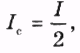 I_c = I/2,